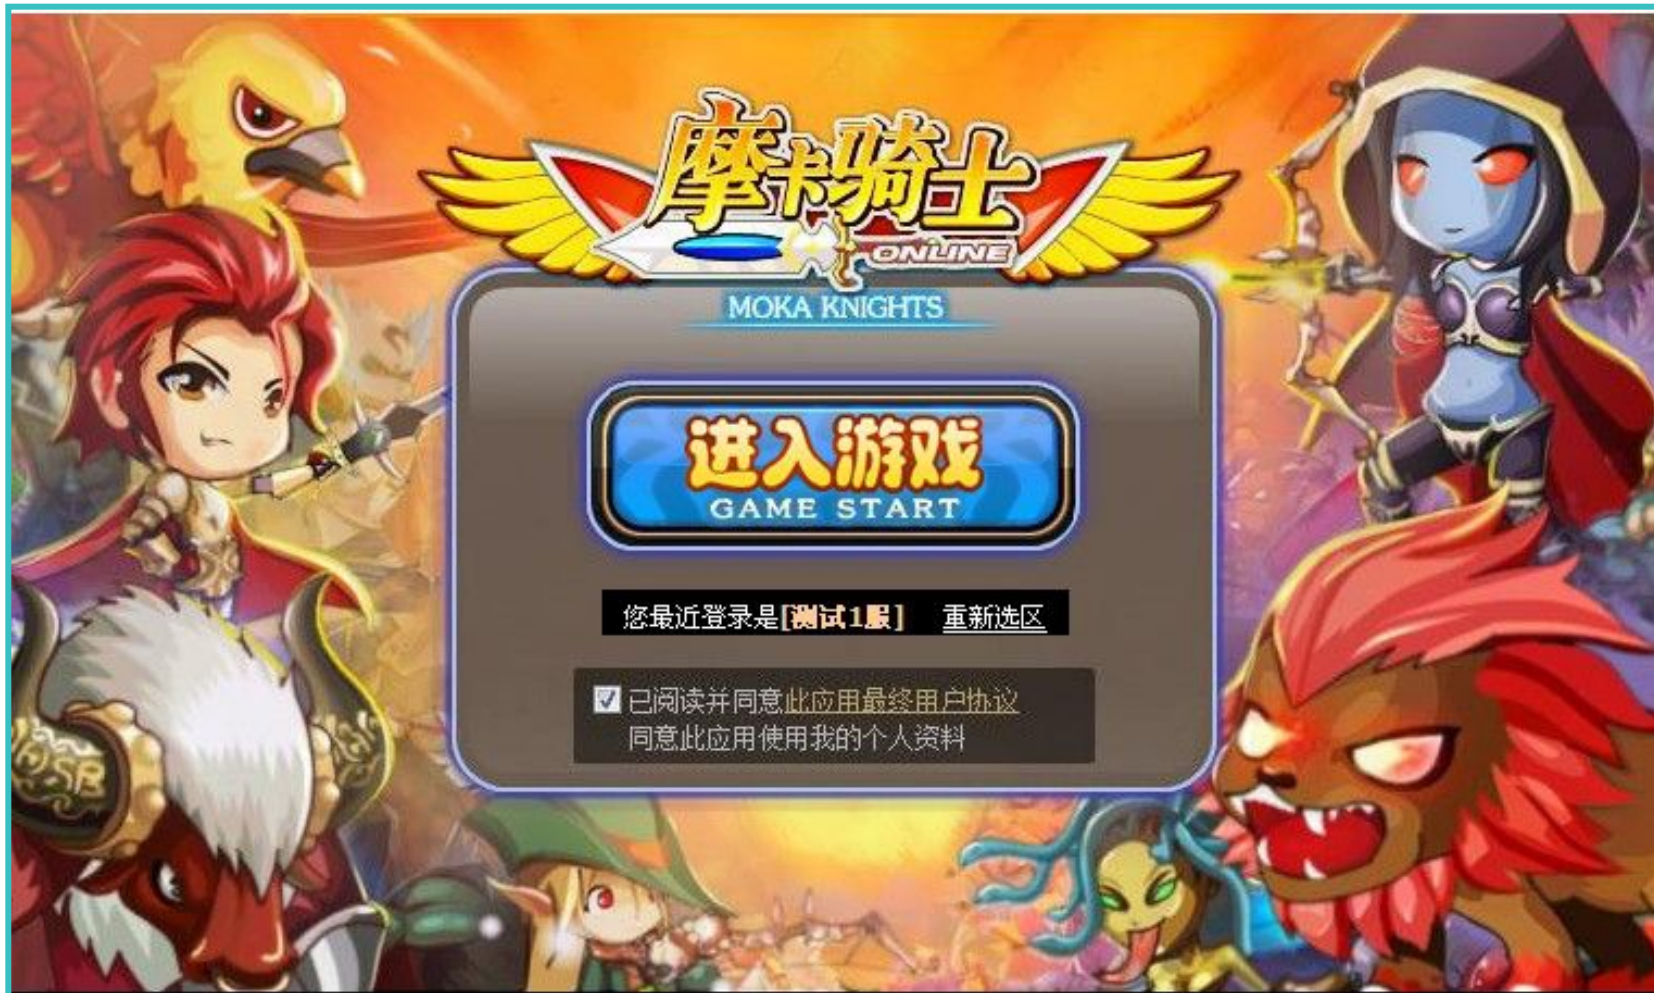 摩卡骑士
ONLINE
MOKA KNIGHTS
进入游戏
GAME START
您最近登录是[测试1服] 重新选区
已阅读并同意此应用最终用户协议
同意此应用使用我的个人资料